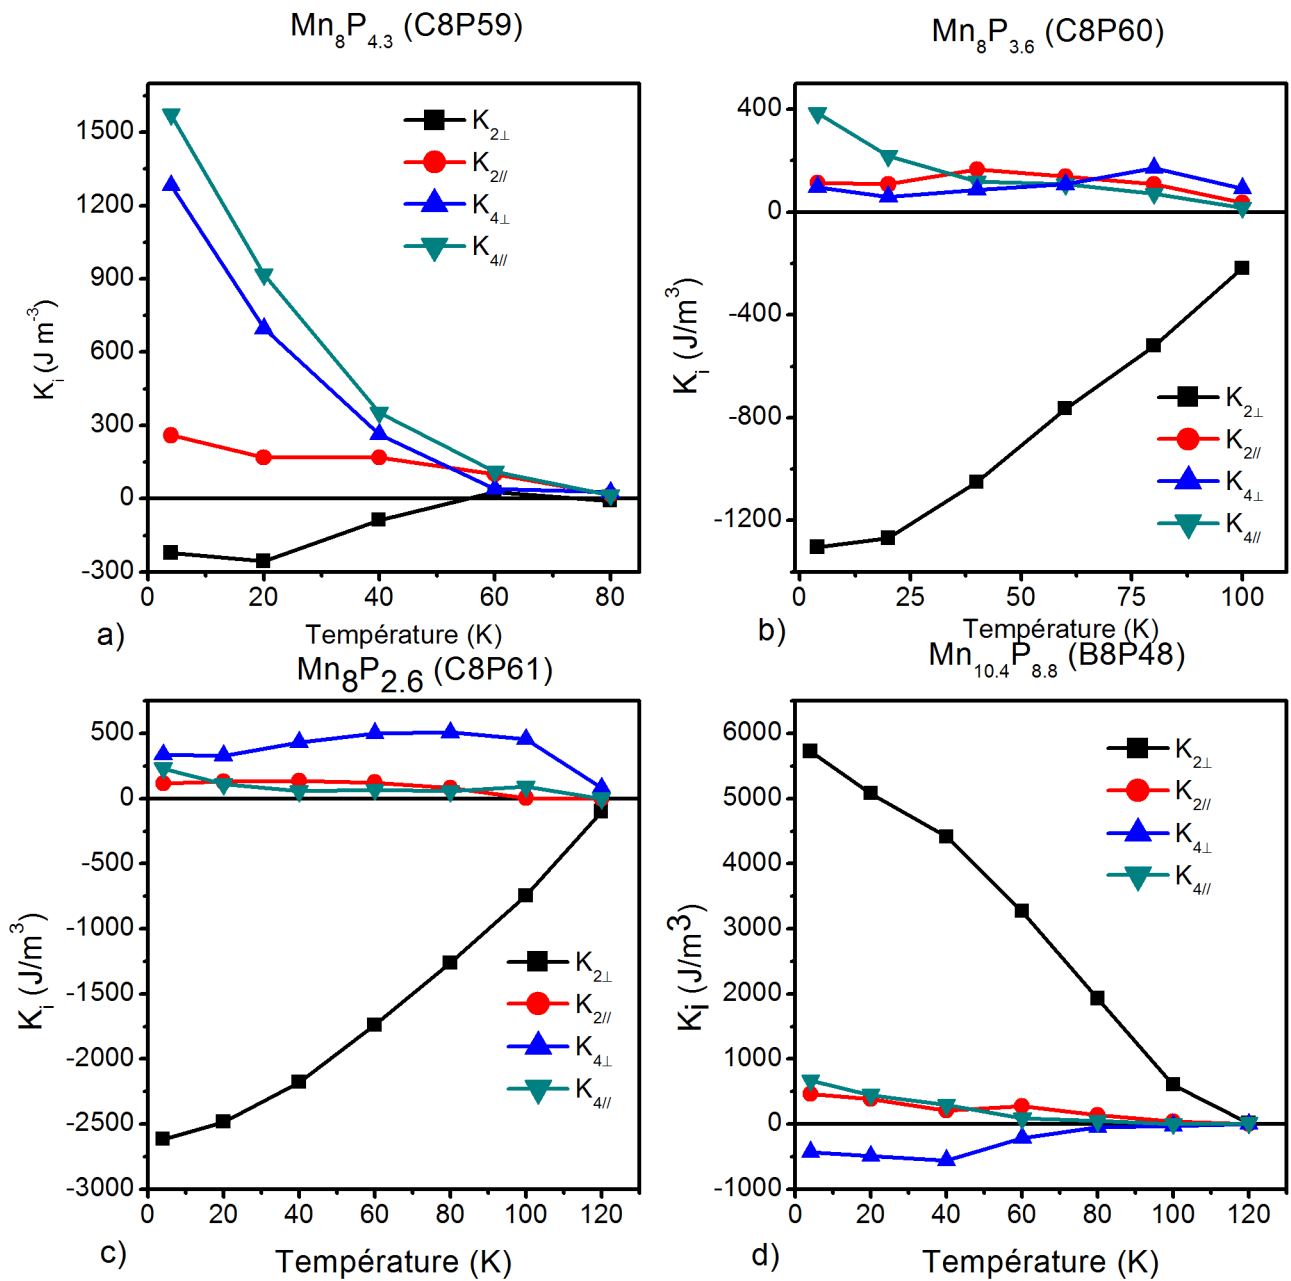 Mn8P4.3 (C8P59)
1500
1200
900
600
300
0
-300
Ki (J m-3)
K2⊥
K2//
K4⊥
K4//
0 20 40 60 80
Température (K)
a)
Mn8P3.6 (C8P60)
400
0
-400
-800
-1200
Ki (J/m3)
K2⊥
K2//
K4⊥
K4//
0 25 50 75 100
Température (K)
b)
Mn8P2.6 (C8P61)
500
0
-500
-1000
-1500
-2000
-2500
-3000
Ki (J/m3)
K2⊥
K2//
K4⊥
K4//
0 20 40 60 80 100 120
Température (K)
c)
Mn10.4P8.8 (B8P48)
6000
5000
4000
3000
2000
1000
0
-1000
Ki (J/m3)
K2⊥
K2//
K4⊥
K4//
0 20 40 60 80 100 120
Température (K)
d)